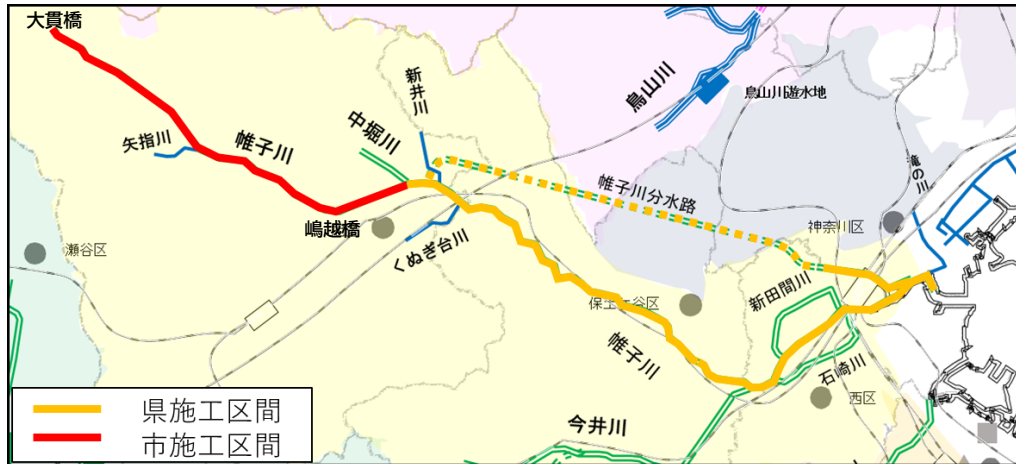 大貫橋
新井川
鳥山川
鳥山川遊水地
中堀川
矢指川
帷子川
滝の川
帷子川分水路
神奈川区
嶋越橋
瀬谷区
くぬぎ台川
新田間川
保土ヶ谷区
帷子川
石崎川
西区
今井川
県施工区間
市施工区間